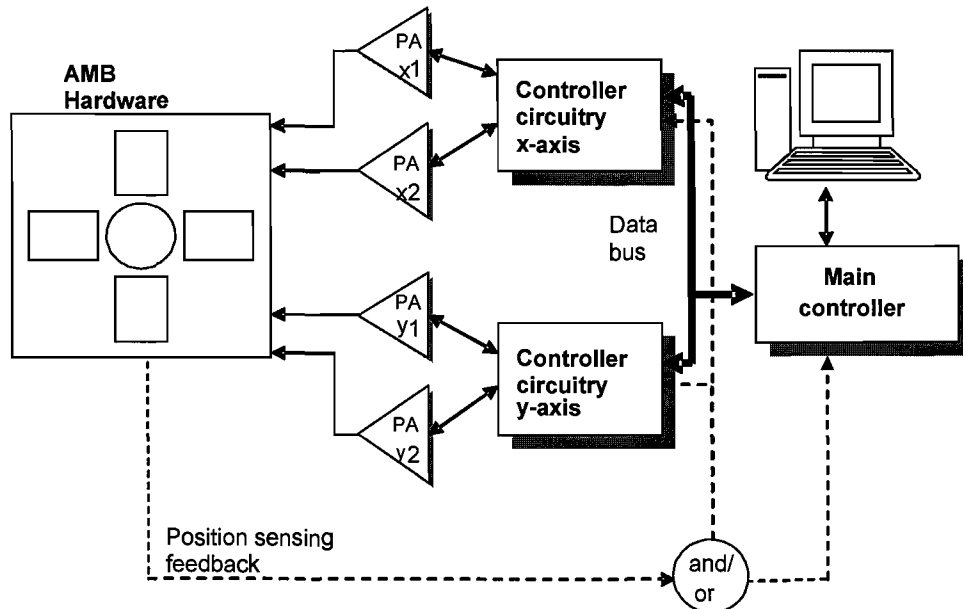 AMB
Hardware
PA
x1
PA
x2
Controller
circuitry
x-axis
Data
bus
Main
controller
PA
y1
PA
y2
Controller
circuitry
y-axis
Position sensing
feedback
and/
or